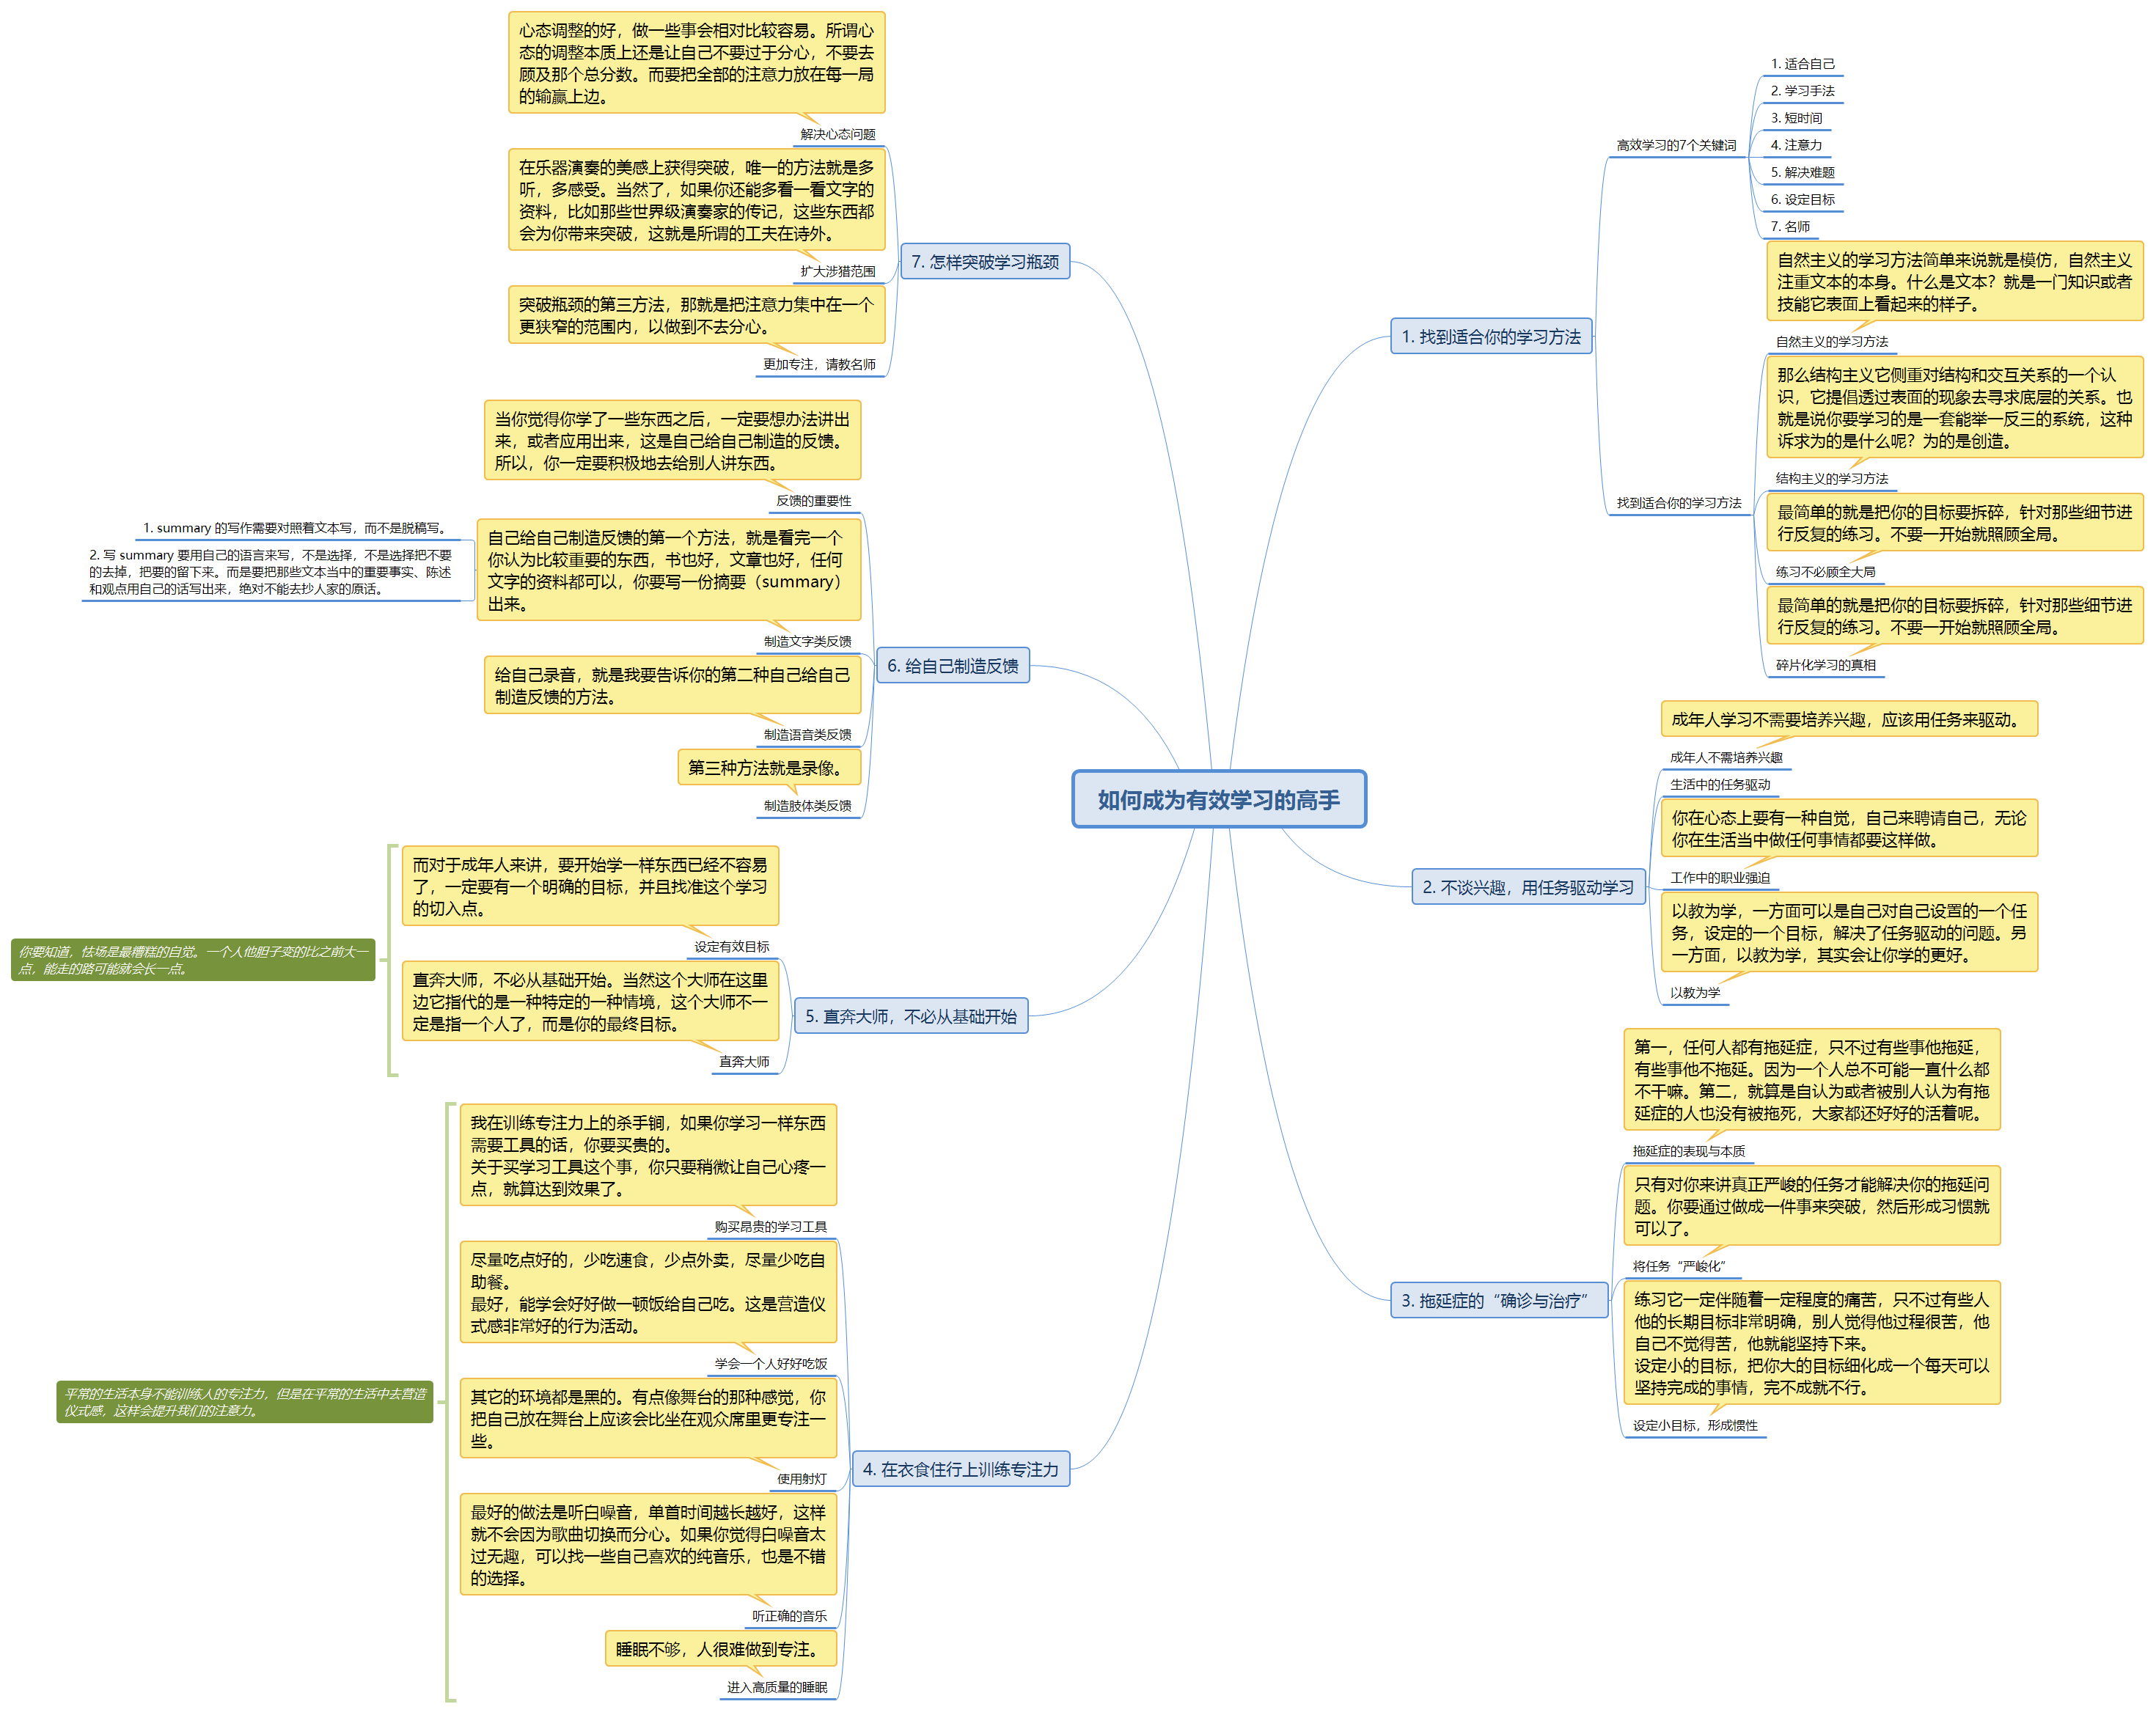 如何成为有效学习的高手
1. 找到适合你的学习方法
高效学习的7个关键词
1. 适合自己
2. 学习手法
3. 短时间
4. 注意力
5. 解决难题
6. 设定目标
7. 名师
找到适合你的学习方法
自然主义的学习方法简单来说就是模仿，自然主义
注重文本的本身。什么是文本？就是一门知识或者
技能它表面上看起来的样子。
自然主义的学习方法
那么结构主义它侧重对结构和交互关系的一个认
识，它提倡透过表面的现象去寻求底层的关系。也
就是说你要学习的是一套能举一反三的系统，这种
诉求为的是什么呢？为的是创造。
结构主义的学习方法
最简单的就是把你的目标要拆碎，针对那些细节进
行反复的练习。不要一开始就照顾全局。
练习不必顾全大局
最简单的就是把你的目标要拆碎，针对那些细节进
行反复的练习。不要一开始就照顾全局。
碎片化学习的真相
2. 不谈兴趣，用任务驱动学习
成年人学习不需要培养兴趣，应该用任务来驱动。
成年人不需培养兴趣
生活中的任务驱动
你在心态上要有一种自觉，自己来聘请自己，无论
你在生活当中做任何事情都要这样做。
工作中的职业强迫
以教为学，一方面可以是自己对自己设置的一个任
务，设定的一个目标，解决了任务驱动的问题。另
一方面，以教为学，其实会让你学的更好。
以教为学
3. 拖延症的“确诊与治疗”
第一，任何人都有拖延症，只不过有些事他拖延，
有些事他不拖延。因为一个人总不可能一直什么都
不干嘛。第二，就算是自认为或者被别人认为有拖
延症的人也没有被拖死，大家都还好好的活着呢。
拖延症的表现与本质
只有对你来讲真正严峻的任务才能解决你的拖延问
题。你要通过做成一件事来突破，然后形成习惯就
可以了。
将任务“严峻化”
练习它一定伴随着一定程度的痛苦，只不过有些人
他的长期目标非常明确，别人觉得他过程很苦，他
自己不觉得苦，他就能坚持下来。
设定小的目标，把你大的目标细化成一个每天可以
坚持完成的事情，完不成就不行。
设定小目标，形成惯性
4. 在衣食住行上训练专注力
我在训练专注力上的杀手锏，如果你学习一样东西
需要工具的话，你要买贵的。
关于买学习工具这个事，你只要稍微让自己心疼一
点，就算达到效果了。
购买昂贵的学习工具
尽量吃点好的，少吃速食，少点外卖，尽量少吃自
助餐。
最好，能学会好好做一顿饭给自己吃。这是营造仪
式感非常好的行为活动。
学会一个人好好吃饭
其它的环境都是黑的。有点像舞台的那种感觉，你
把自己放在舞台上应该会比坐在观众席里更专注一
些。
使用射灯
最好的做法是听白噪音，单首时间越长越好，这样
就不会因为歌曲切换而分心。如果你觉得白噪音太
过无趣，可以找一些自己喜欢的纯音乐，也是不错
的选择。
听正确的音乐
睡眠不够，人很难做到专注。
进入高质量的睡眠
平常的生活本身不能训练人的专注力，但是在平常的生活中去营造
仪式感，这样会提升我们的注意力。
5. 直奔大师，不必从基础开始
而对于成年人来讲，要开始学一样东西已经不容易
了，一定要有一个明确的目标，并且找准这个学习
的切入点。
设定有效目标
直奔大师，不必从基础开始。当然这个大师在这里
边它指代的是一种特定的一种情境，这个大师不一
定是指一个人了，而是你的最终目标。
直奔大师
你要知道，怯场是最糟糕的自觉。一个人他胆子变的比之前大一
点，能走的路可能就会长一点。
6. 给自己制造反馈
当你觉得你学了一些东西之后，一定要想办法讲出
来，或者应用出来，这是自己给自己制造的反馈。
所以，你一定要积极地去给别人讲东西。
反馈的重要性
自己给自己制造反馈的第一个方法，就是看完一个
你认为比较重要的东西，书也好，文章也好，任何
文字的资料都可以，你要写一份摘要（summary）
出来。
制造文字类反馈
1. summary 的写作需要对照着文本写，而不是脱稿写。
2. 写 summary 要用自己的语言来写，不是选择，不是选择把不要
的去掉，把要的留下来。而是要把那些文本当中的重要事实、陈述
和观点用自己的话写出来，绝对不能去抄人家的原话。
给自己录音，就是我要告诉你的第二种自己给自己
制造反馈的方法。
制造语音类反馈
第三种方法就是录像。
制造肢体类反馈
7. 怎样突破学习瓶颈
心态调整的好，做一些事会相对比较容易。所谓心
态的调整本质上还是让自己不要过于分心，不要去
顾及那个总分数。而要把全部的注意力放在每一局
的输赢上边。
解决心态问题
在乐器演奏的美感上获得突破，唯一的方法就是多
听，多感受。当然了，如果你还能多看一看文字的
资料，比如那些世界级演奏家的传记，这些东西都
会为你带来突破，这就是所谓的工夫在诗外。
扩大涉猎范围
突破瓶颈的第三方法，那就是把注意力集中在一个
更狭窄的范围内，以做到不去分心。
更加专注，请教名师